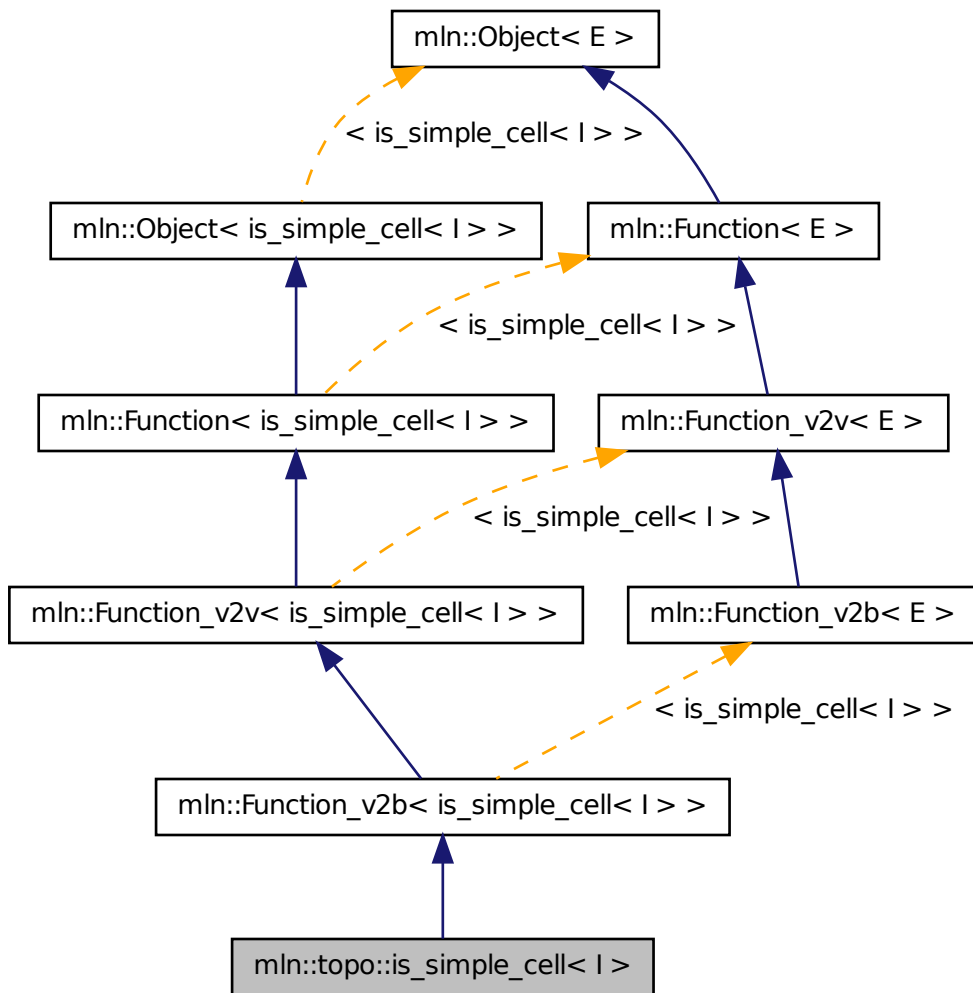 mln::Object< E >
< is_simple_cell< I > >
mln::Object< is_simple_cell< I > >
mln::Function< E >
< is_simple_cell< I > >
mln::Function< is_simple_cell< I > >
mln::Function_v2v< E >
< is_simple_cell< I > >
mln::Function_v2v< is_simple_cell< I > >
mln::Function_v2b< E >
< is_simple_cell< I > >
mln::Function_v2b< is_simple_cell< I > >
mln::topo::is_simple_cell< I >